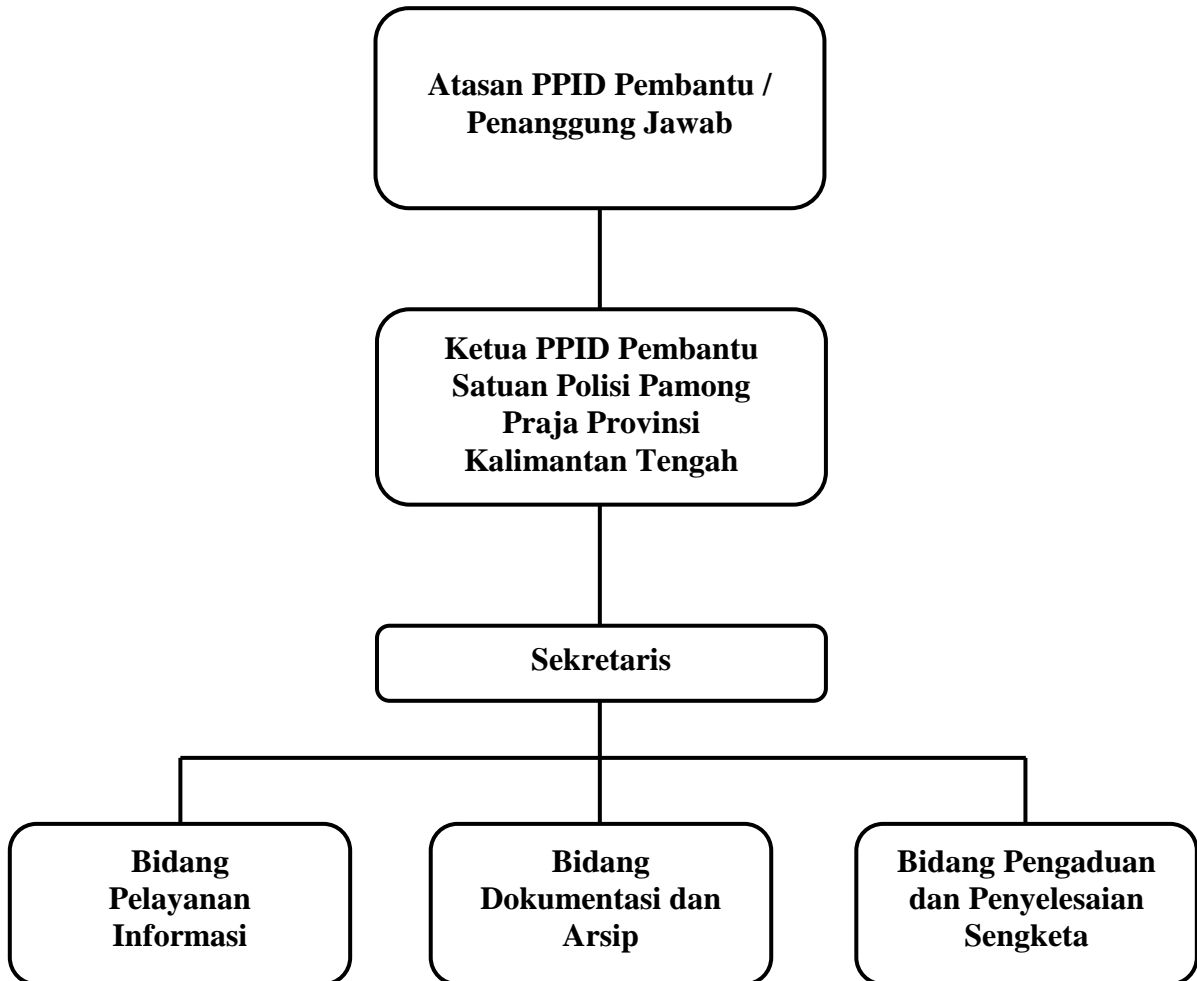 Atasan PPID Pembantu /
Penanggung Jawab
Ketua PPID Pembantu
Satuan Polisi Pamong
Praja Provinsi
Kalimantan Tengah
Sekretaris
Bidang
Pelayanan
Informasi
Bidang
Dokumentasi dan
Arsip
Bidang Pengaduan
dan Penyelesaian
Sengketa